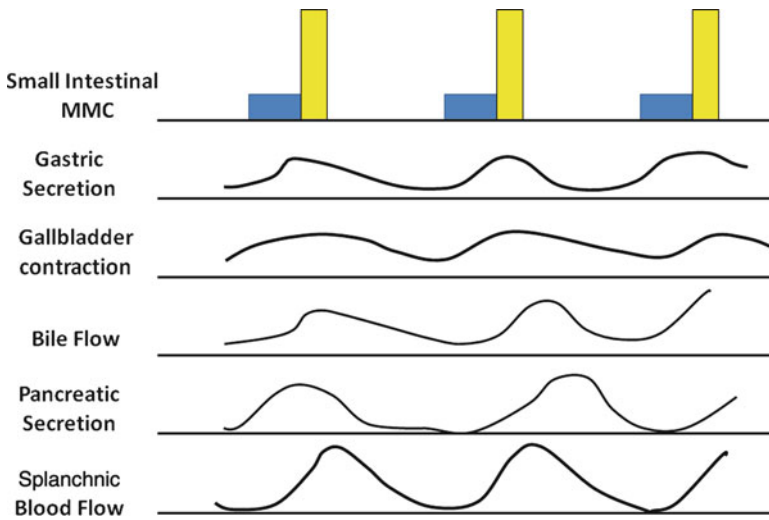 Small Intestinal
MMC
Gastric
Secretion
Gallbladder
contraction
Bile Flow
Pancreatic
Secretion
Splanchnic
Blood Flow